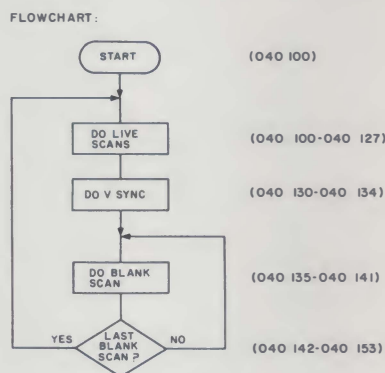 FLOWCHART:
START (040 100)
DO LIVE
SCANS (040 100-040 127)
DO V SYNC (040 130-040 134)
DO BLANK
SCAN (040 135-040 141)
YES LAST NO
BLANK
SCAN? (040 142-040 153)